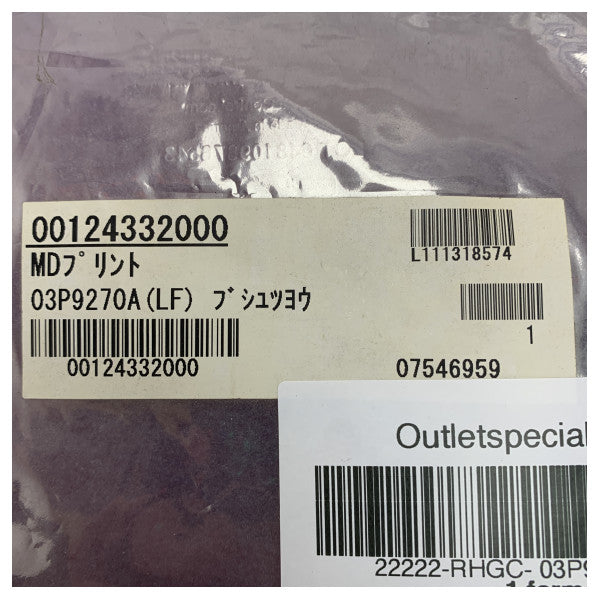 00124332000
L111318574
MDﾌﾟﾘﾝﾄ
03P9270A(LF) ﾌﾞｼﾕﾂﾖｳ
1
00124332000
07546959
Outletspecial
22222-RHGC- 03P9